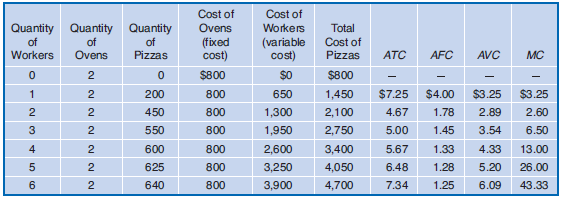 Cost of Cost of
Quantity Quantity Quantity Ovens Workers Total
of of of (fixed (variable Cost of
Workers Ovens Pizzas cost) cost) Pizzas ATC AFC AVC MC
0 2 0 $800 $0 $800 — — — —
1 2 200 800 650 1,450 $7.25 $4.00 $3.25 $3.25
2 2 450 800 1,300 2,100 4.67 1.78 2.89 2.60
3 2 550 800 1,950 2,750 5.00 1.45 3.54 6.50
4 2 600 800 2,600 3,400 5.67 1.33 4.33 13.00
5 2 625 800 3,250 4,050 6.48 1.28 5.20 26.00
6 2 640 800 3,900 4,700 7.34 1.25 6.09 43.33